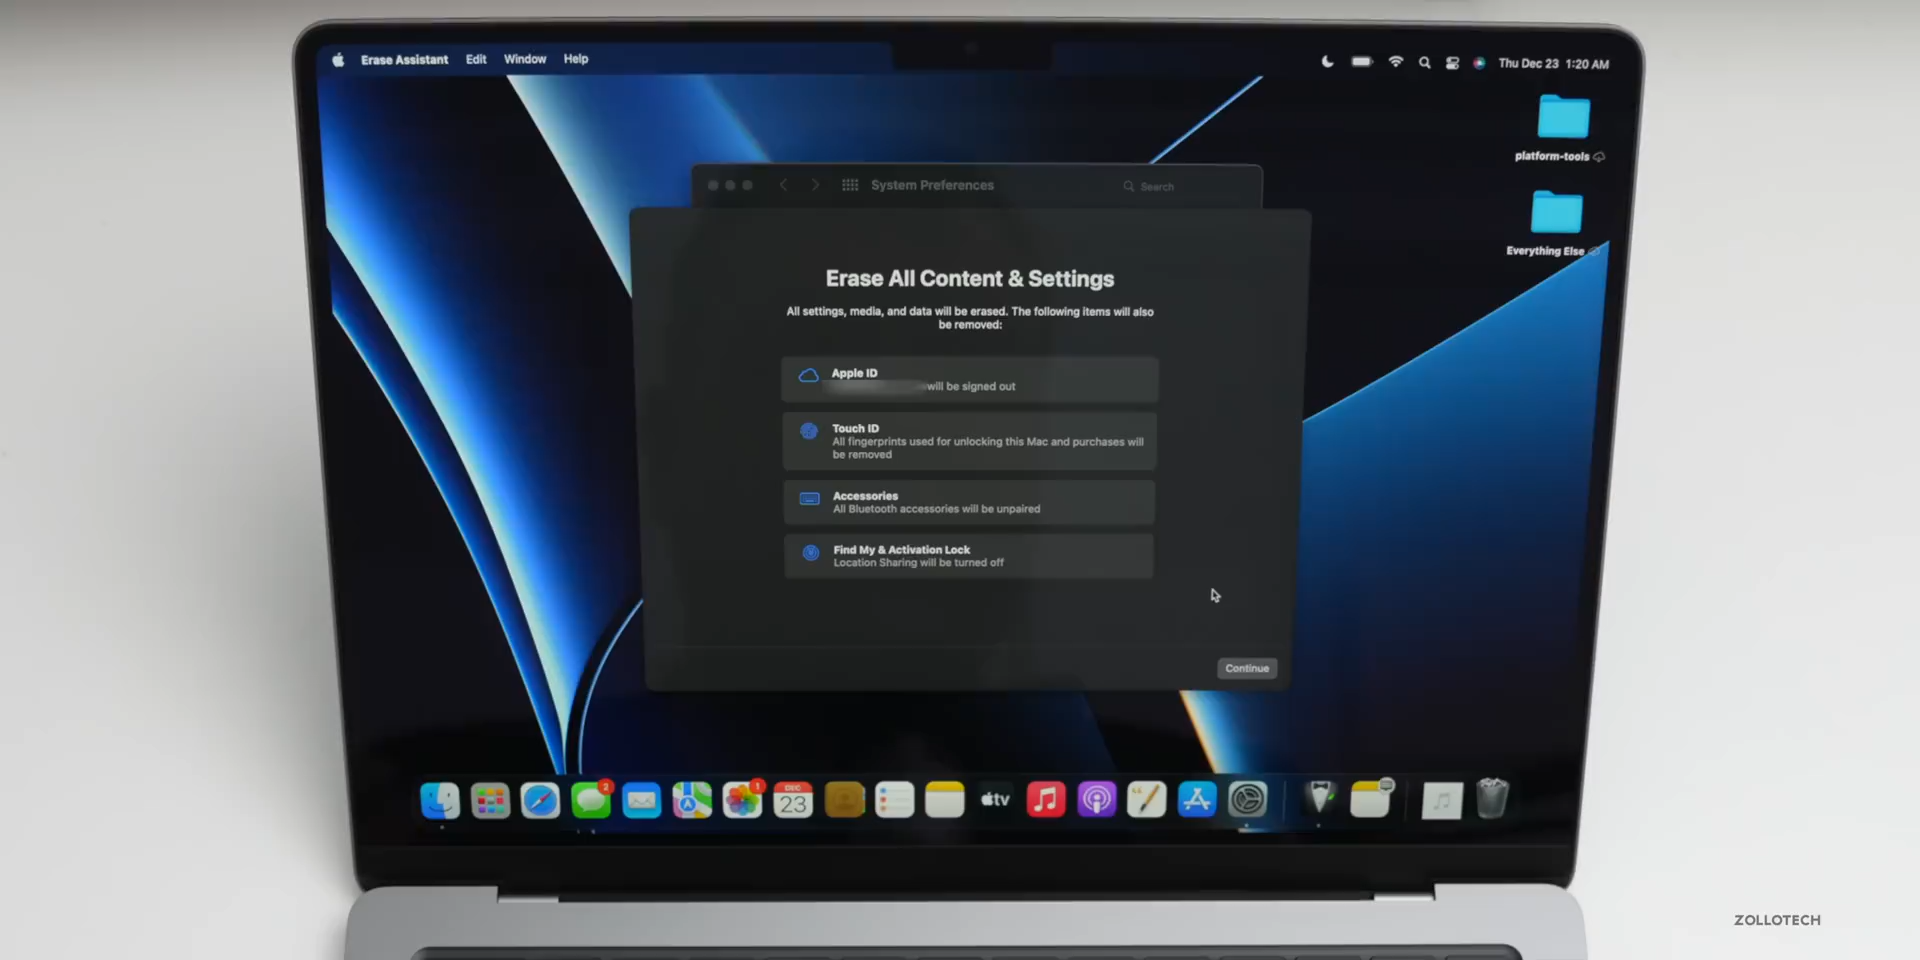 Erase Assistant Edit Window Help
Thu Dec 23 1:20 AM
platform-tools
Everything Else
System Preferences
Search
Erase All Content & Settings
All settings, media, and data will be erased. The following items will also
be removed:
Apple ID
will be signed out
Touch ID
All fingerprints used for unlocking this Mac and purchases will
be removed
Accessories
All Bluetooth accessories will be unpaired
Find My & Activation Lock
Location Sharing will be turned off
Continue
2
1
DEC
23
tv
ZOLLOTECH